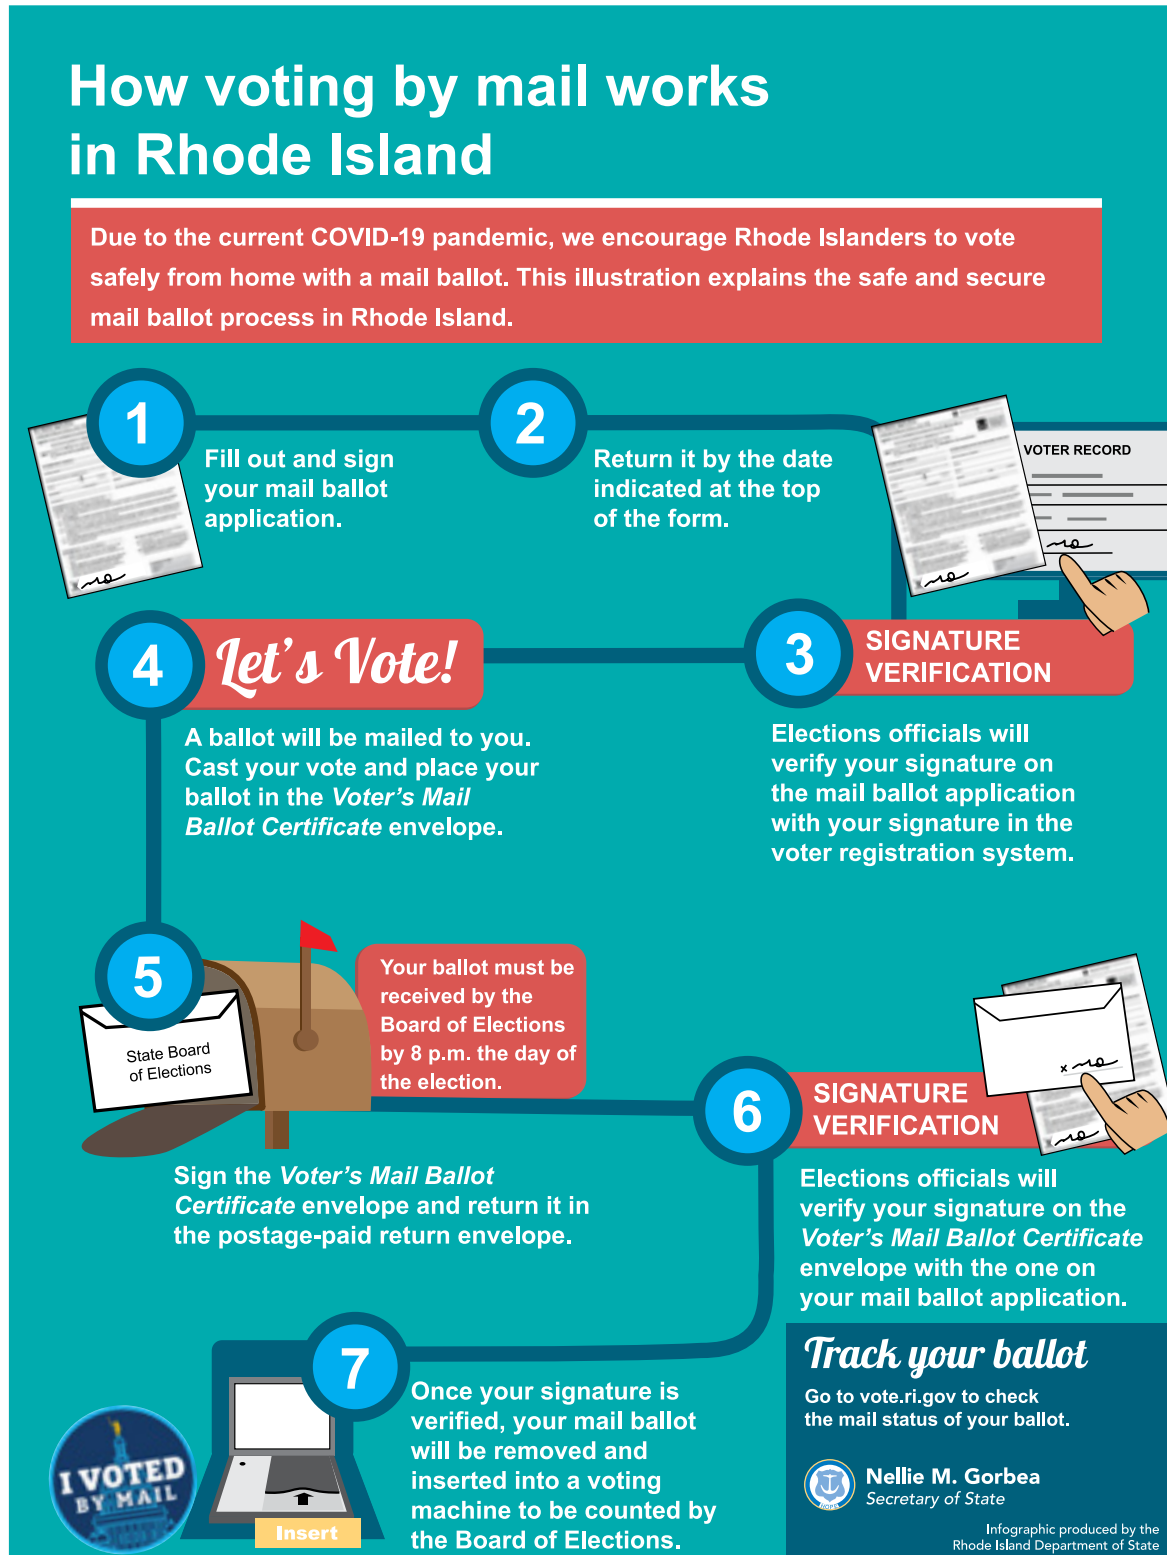 How voting by mail works
in Rhode Island
Due to the current COVID-19 pandemic, we encourage Rhode Islanders to vote
safely from home with a mail ballot. This illustration explains the safe and secure
mail ballot process in Rhode Island.
1
Fill out and sign
your mail ballot
application.
2
Return it by the date
indicated at the top
of the form.
VOTER RECORD
3
SIGNATURE
VERIFICATION
Elections officials will
verify your signature on
the mail ballot application
with your signature in the
voter registration system.
4
Let's Vote!
A ballot will be mailed to you.
Cast your vote and place your
ballot in the Voter's Mail
Ballot Certificate envelope.
5
State Board
of Elections
Your ballot must be
received by the
Board of Elections
by 8 p.m. the day of
the election.
Sign the Voter's Mail Ballot
Certificate envelope and return it in
the postage-paid return envelope.
6
SIGNATURE
VERIFICATION
x
Elections officials will
verify your signature on the
Voter's Mail Ballot Certificate
envelope with the one on
your mail ballot application.
7
Once your signature is
verified, your mail ballot
will be removed and
inserted into a voting
machine to be counted by
the Board of Elections.
Insert
I VOTED
BY MAIL
Track your ballot
Go to vote.ri.gov to check
the mail status of your ballot.
HOPE
Nellie M. Gorbea
Secretary of State
Infographic produced by the
Rhode Island Department of State